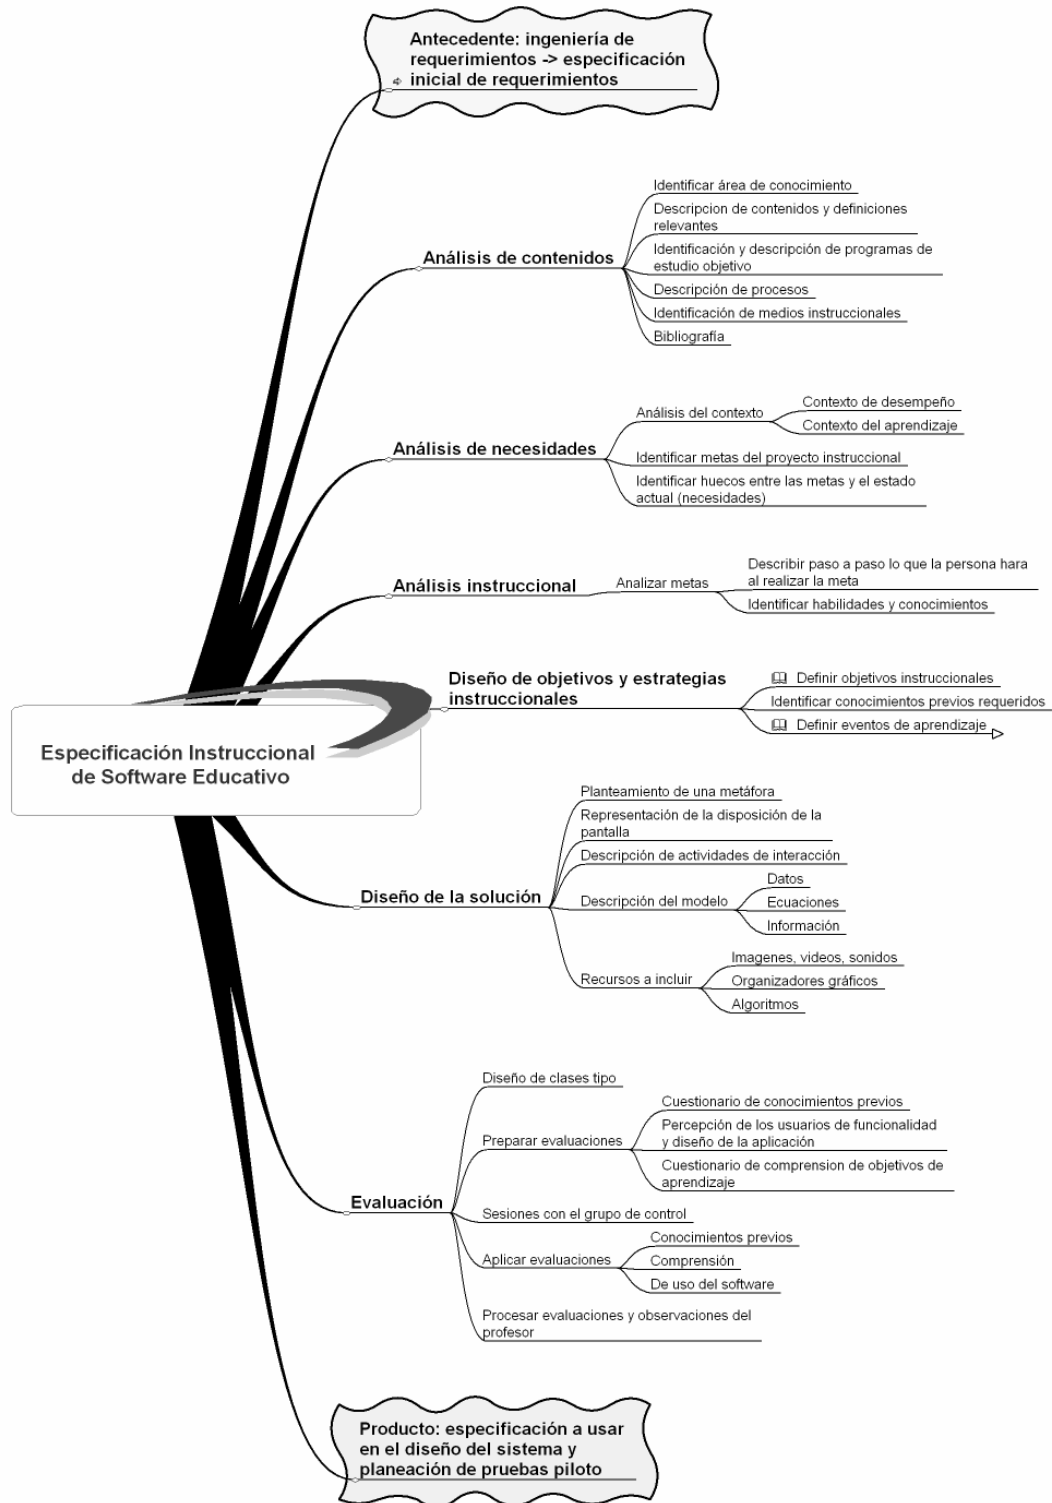 Antecedente: ingeniería de
requerimientos -> especificación
inicial de requerimientos
Análisis de contenidos
Identificar área de conocimiento
Descripcion de contenidos y definiciones
relevantes
Identificación y descripción de programas de
estudio objetivo
Descripción de procesos
Identificación de medios instruccionales
Bibliografía
Análisis de necesidades
Análisis del contexto
Contexto de desempeño
Contexto del aprendizaje
Identificar metas del proyecto instruccional
Identificar huecos entre las metas y el estado
actual (necesidades)
Análisis instruccional
Analizar metas
Describir paso a paso lo que la persona hara
al realizar la meta
Identificar habilidades y conocimientos
Diseño de objetivos y estrategias
instruccionales
Definir objetivos instruccionales
Identificar conocimientos previos requeridos
Definir eventos de aprendizaje
Especificación Instruccional
de Software Educativo
Diseño de la solución
Planteamiento de una metáfora
Representación de la disposición de la
pantalla
Descripción de actividades de interacción
Descripción del modelo
Datos
Ecuaciones
Información
Recursos a incluir
Imagenes, videos, sonidos
Organizadores gráficos
Algoritmos
Evaluación
Diseño de clases tipo
Preparar evaluaciones
Cuestionario de conocimientos previos
Percepción de los usuarios de funcionalidad
y diseño de la aplicación
Cuestionario de comprension de objetivos de
aprendizaje
Sesiones con el grupo de control
Aplicar evaluaciones
Conocimientos previos
Comprensión
De uso del software
Procesar evaluaciones y observaciones del
profesor
Producto: especificación a usar
en el diseño del sistema y
planeación de pruebas piloto